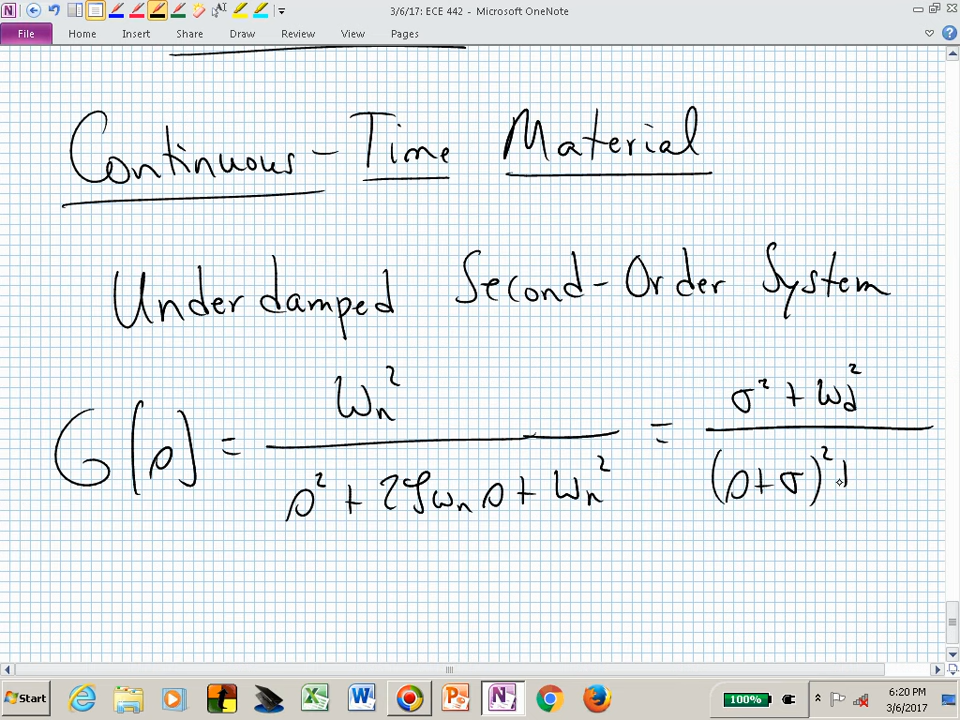 3/6/17: ECE 442 - Microsoft OneNote
File Home Insert Share Draw Review View Pages
Continuous-Time Material
Underdamped Second-Order System
G(s) = ωn² / (s² + 2ζωn s + ωn²) = (σ² + ωd²) / ((s+σ)² +
Start
100%
6:20 PM
3/6/2017